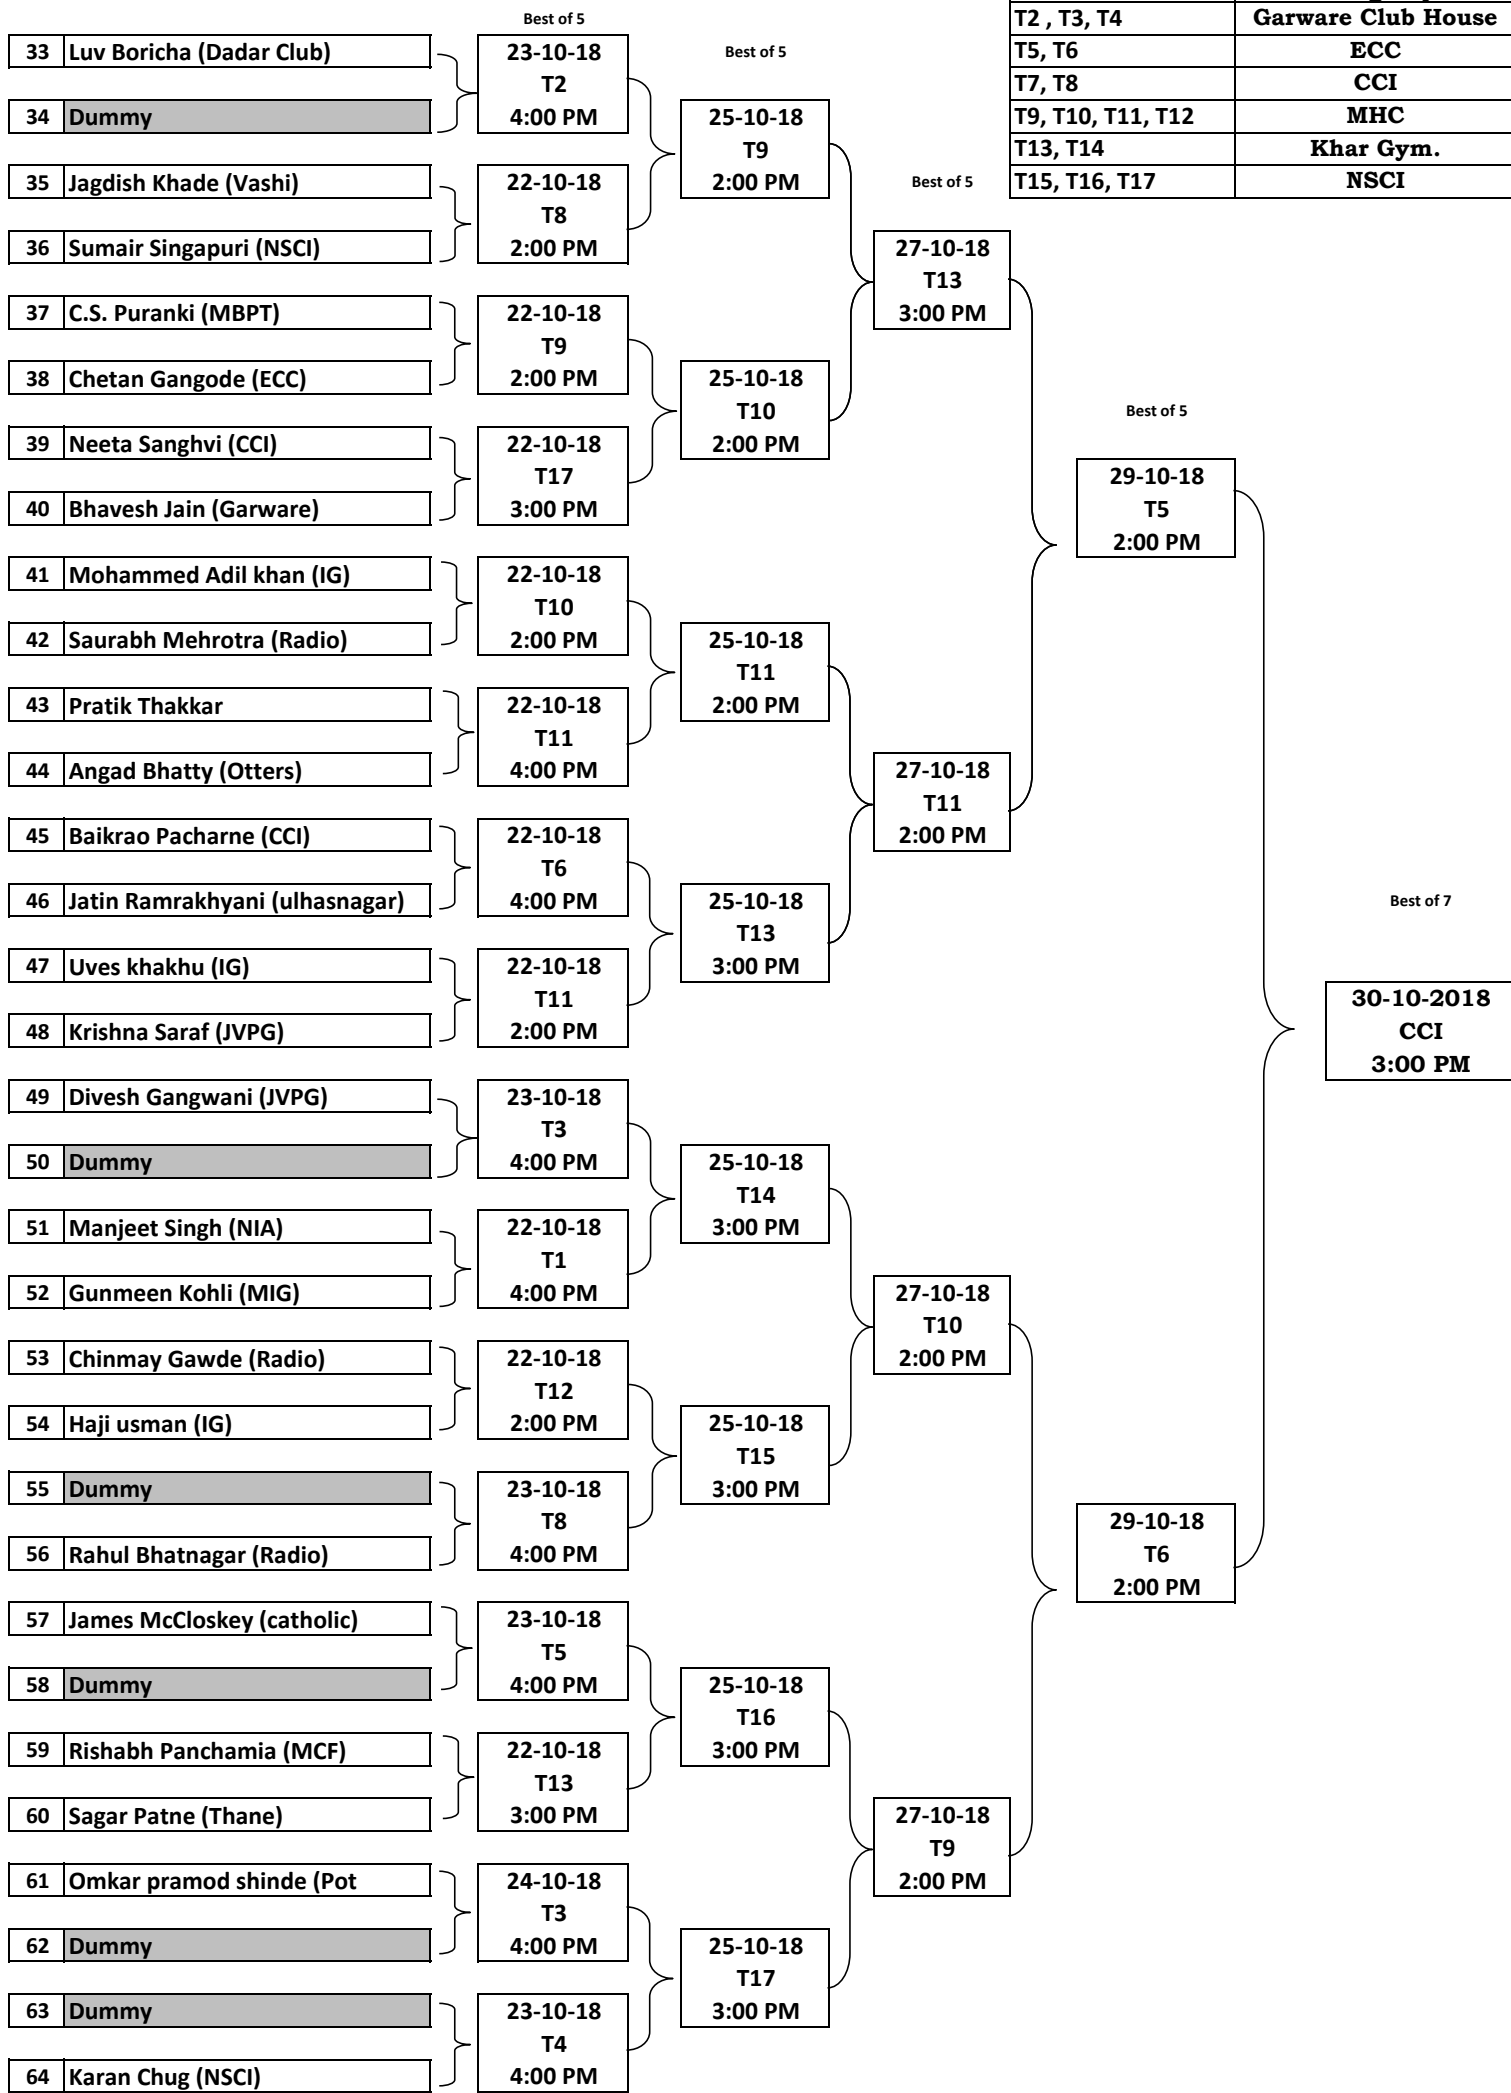 Best of 5
T2 , T3, T4 Garware Club House
33 Luv Boricha (Dadar Club)
23-10-18
Best of 5
T5, T6 ECC
T2
T7, T8 CCI
34 Dummy
4:00 PM
25-10-18
T9, T10, T11, T12 MHC
T9
T13, T14 Khar Gym.
35 Jagdish Khade (Vashi)
22-10-18
2:00 PM
Best of 5
T15, T16, T17 NSCI
T8
36 Sumair Singapuri (NSCI)
2:00 PM
27-10-18
T13
37 C.S. Puranki (MBPT)
22-10-18
3:00 PM
T9
38 Chetan Gangode (ECC)
2:00 PM
25-10-18
T10
Best of 5
39 Neeta Sanghvi (CCI)
22-10-18
2:00 PM
T17
29-10-18
40 Bhavesh Jain (Garware)
3:00 PM
T5
2:00 PM
41 Mohammed Adil khan (IG)
22-10-18
T10
42 Saurabh Mehrotra (Radio)
2:00 PM
25-10-18
T11
43 Pratik Thakkar
22-10-18
2:00 PM
T11
44 Angad Bhatty (Otters)
4:00 PM
27-10-18
T11
45 Baikrao Pacharne (CCI)
22-10-18
2:00 PM
T6
46 Jatin Ramrakhyani (ulhasnagar)
4:00 PM
25-10-18
Best of 7
T13
47 Uves khakhu (IG)
22-10-18
3:00 PM
T11
30-10-2018
48 Krishna Saraf (JVPG)
2:00 PM
CCI
3:00 PM
49 Divesh Gangwani (JVPG)
23-10-18
T3
50 Dummy
4:00 PM
25-10-18
T14
51 Manjeet Singh (NIA)
22-10-18
3:00 PM
T1
52 Gunmeen Kohli (MIG)
4:00 PM
27-10-18
T10
53 Chinmay Gawde (Radio)
22-10-18
2:00 PM
T12
54 Haji usman (IG)
2:00 PM
25-10-18
T15
55 Dummy
23-10-18
3:00 PM
T8
29-10-18
56 Rahul Bhatnagar (Radio)
4:00 PM
T6
2:00 PM
57 James McCloskey (catholic)
23-10-18
T5
58 Dummy
4:00 PM
25-10-18
T16
59 Rishabh Panchamia (MCF)
22-10-18
3:00 PM
T13
60 Sagar Patne (Thane)
3:00 PM
27-10-18
T9
61 Omkar pramod shinde (Pot
24-10-18
2:00 PM
T3
62 Dummy
4:00 PM
25-10-18
T17
63 Dummy
23-10-18
3:00 PM
T4
64 Karan Chug (NSCI)
4:00 PM